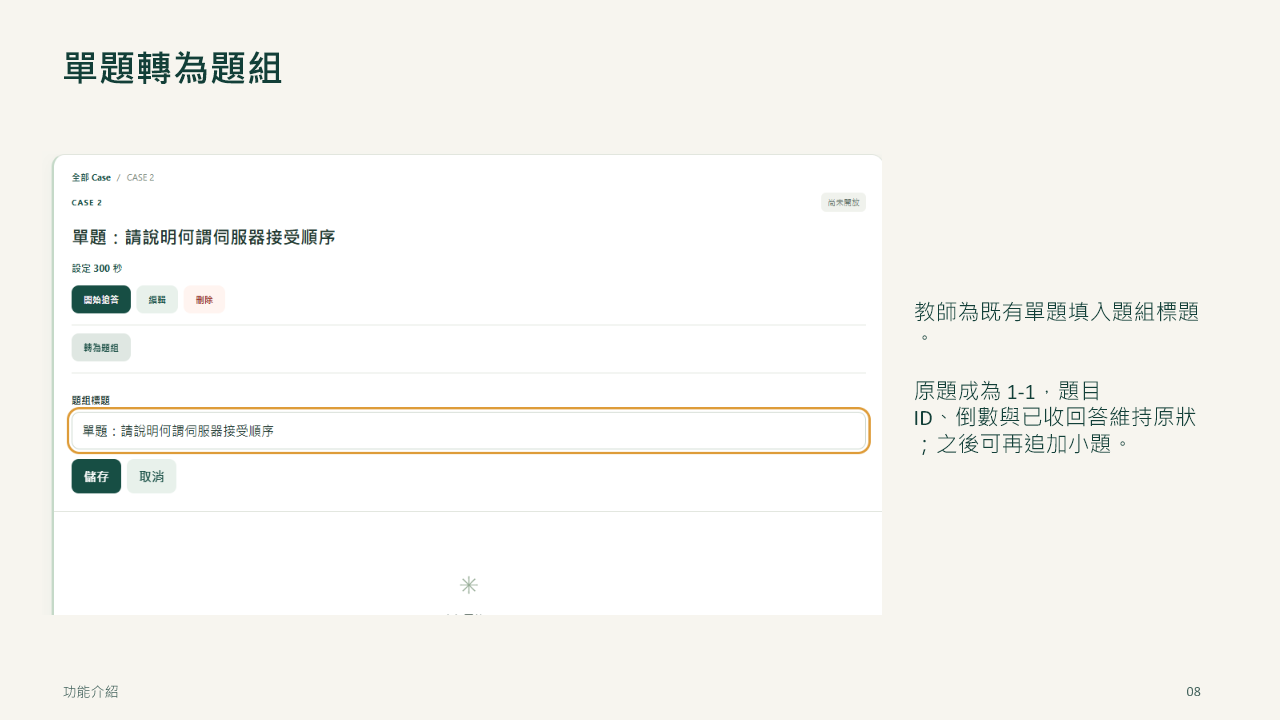 單題轉為題組
全部 Case / CASE 2
CASE 2
尚未開放
單題：請說明何謂伺服器接受順序
設定 300 秒
開始搶答
編輯
刪除
轉為題組
題組標題
單題：請說明何謂伺服器接受順序
儲存
取消
教師為既有單題填入題組標題
。
原題成為 1-1，題目
ID、倒數與已收回答維持原狀
；之後可再追加小題。
功能介紹
08